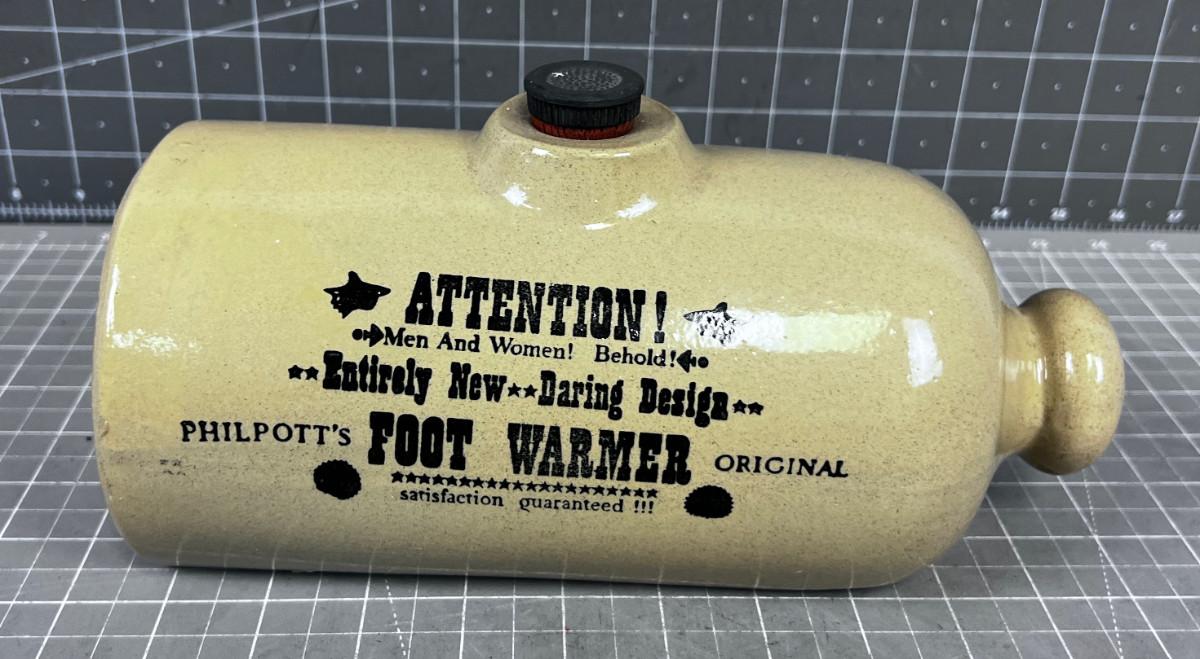 ATTENTION!
Men And Women! Behold!
Entirely New Daring Design
PHILPOTT'S FOOT WARMER ORIGINAL
satisfaction guaranteed !!!